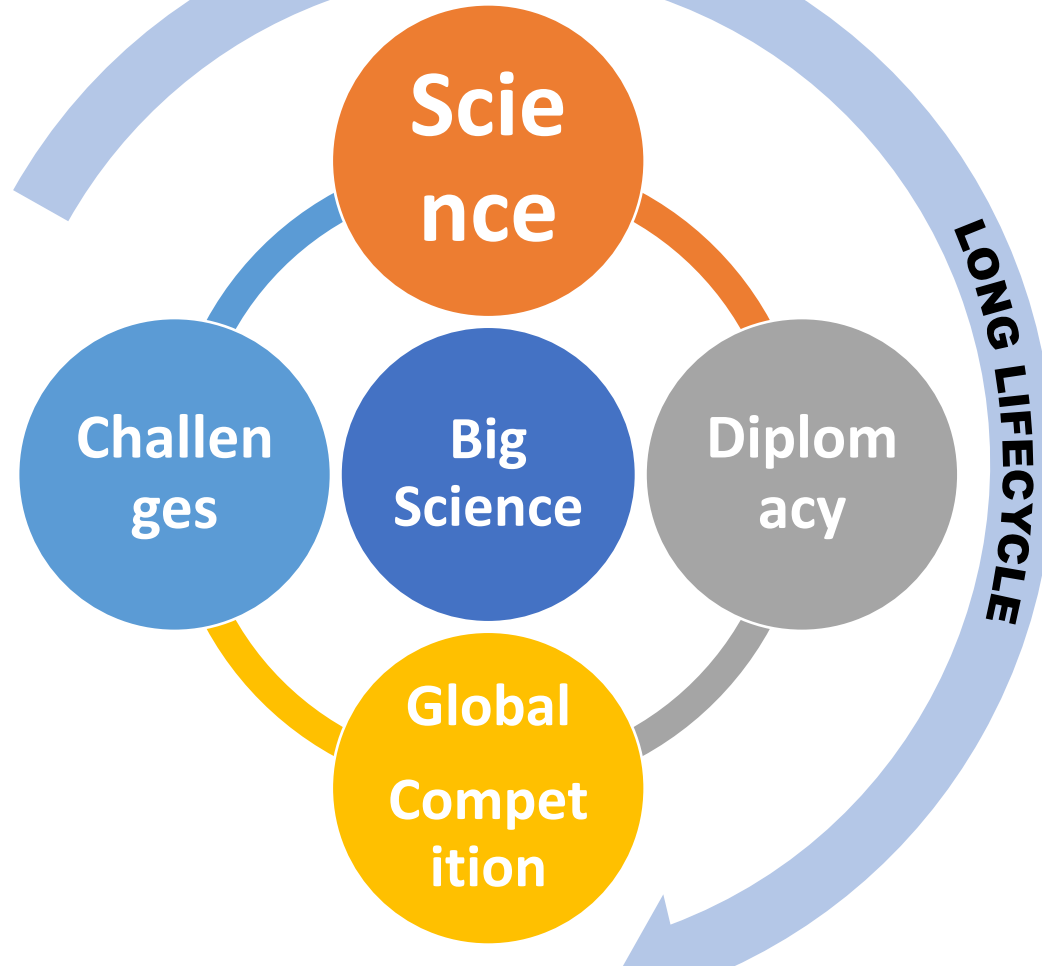 Scie
nce
Challen
ges
Big
Science
Diplom
acy
Global
Compet
ition
LONG LIFECYCLE